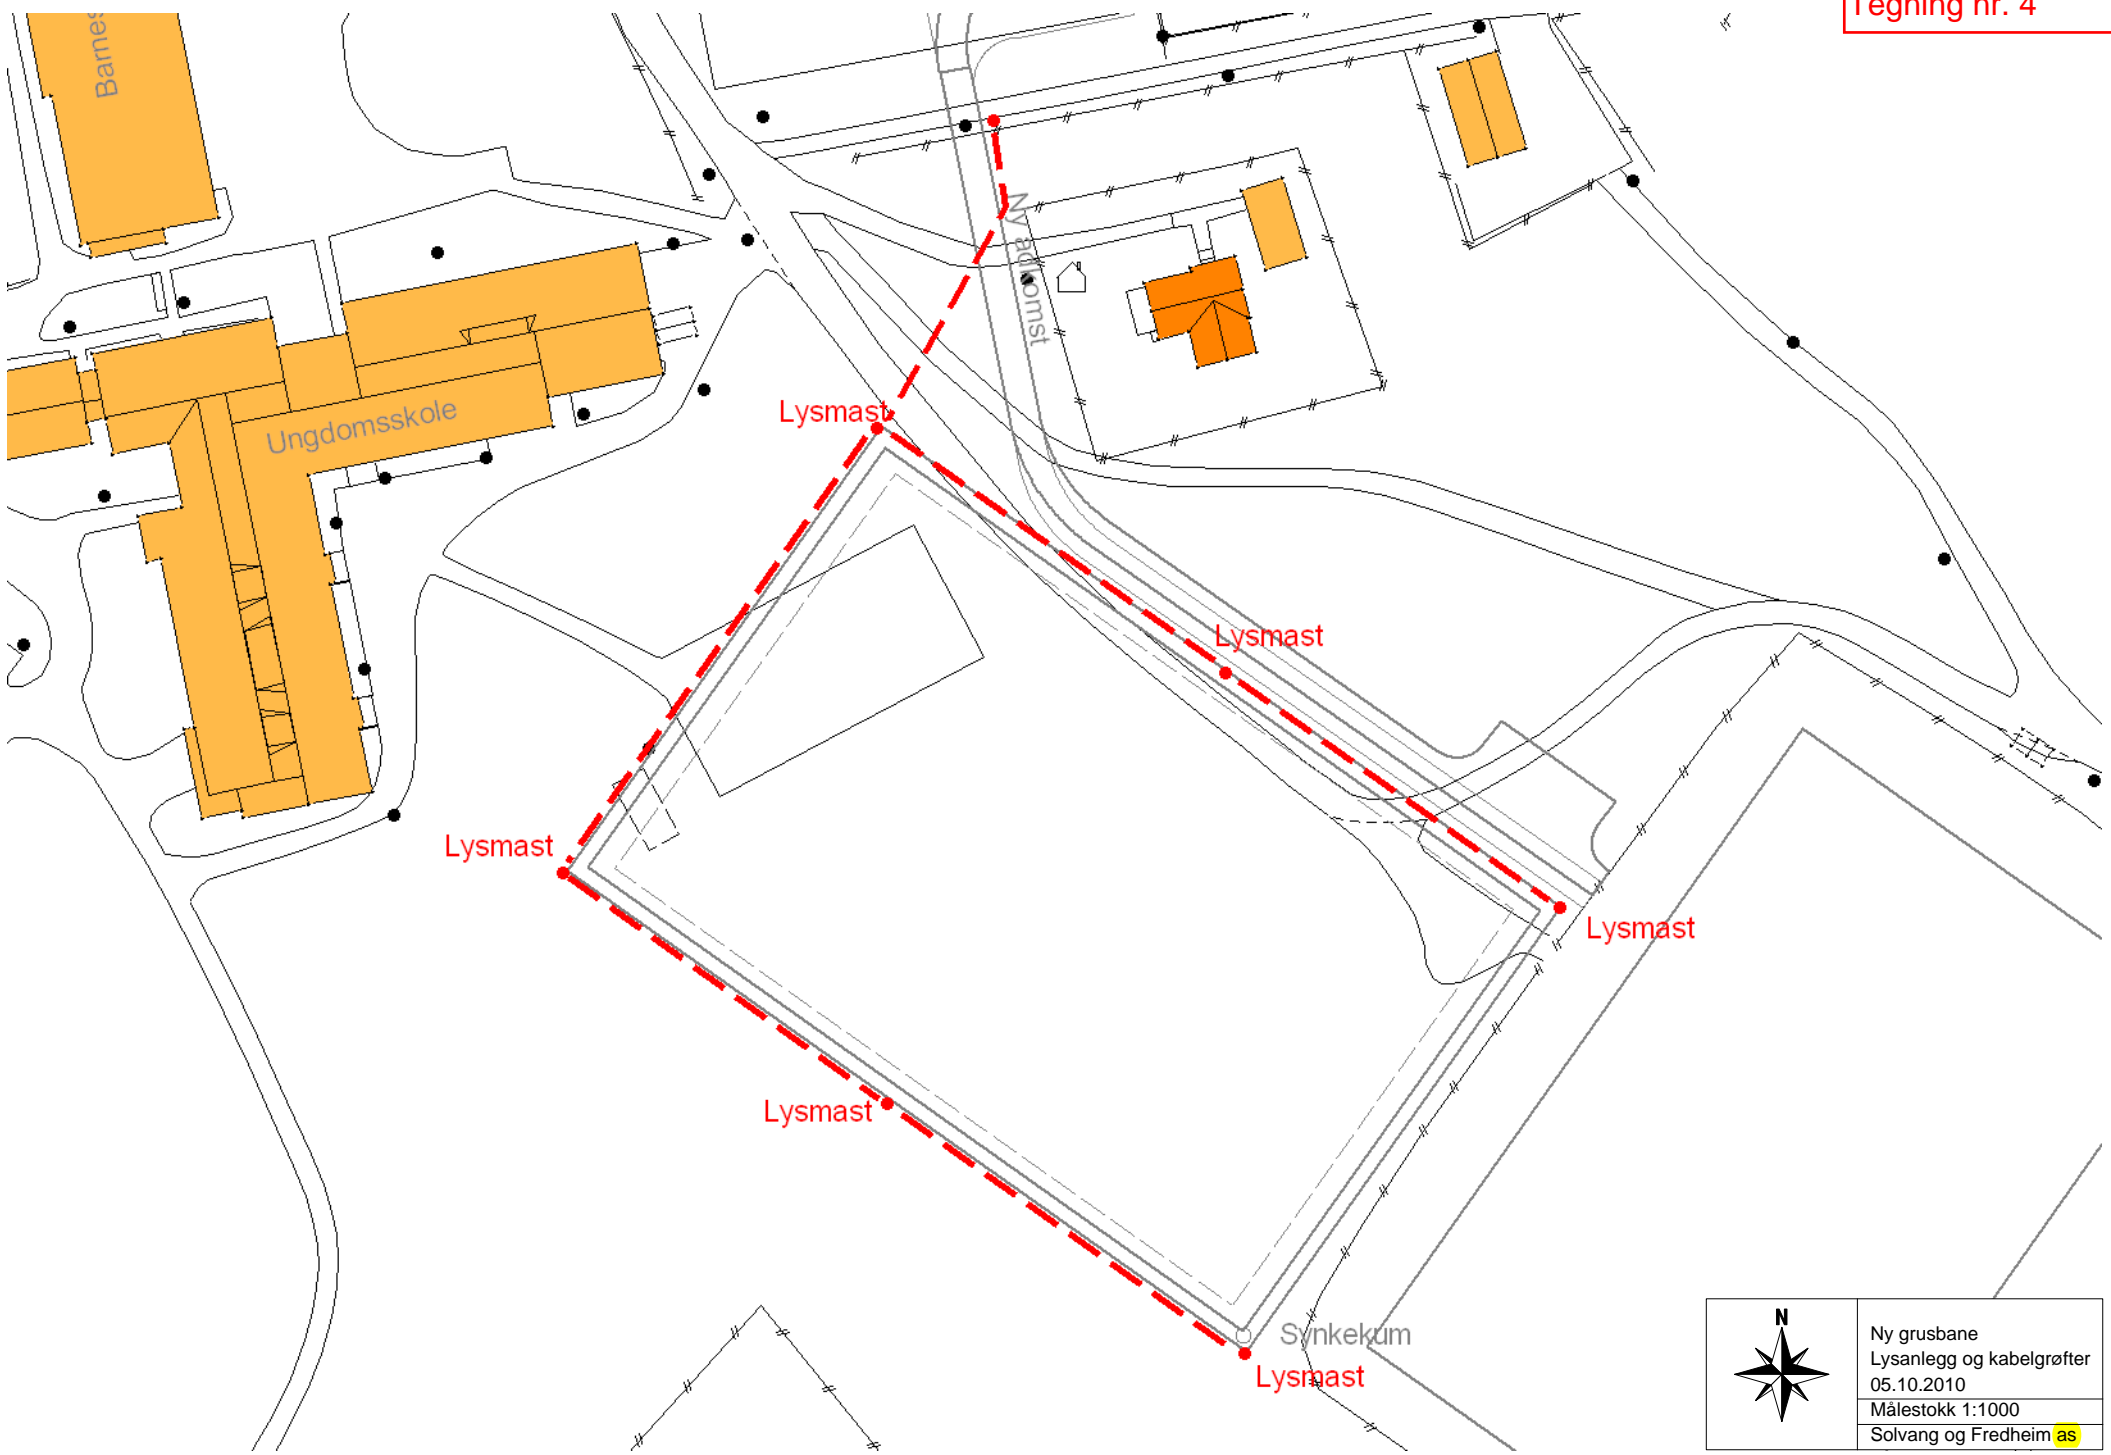 Tegning nr. 4
Barnes
Ny adkomst
Lysmast
Ungdomsskole
Lysmast
Lysmast
Lysmast
Lysmast
Synkekum
Lysmast
N
Ny grusbane
Lysanlegg og kabelgrøfter
05.10.2010
Målestokk 1:1000
Solvang og Fredheim as